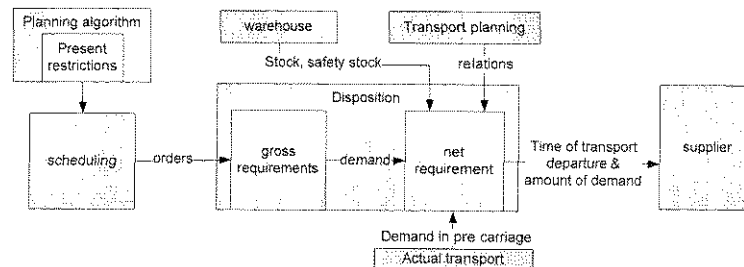 Planning algorithm
Present
restrictions
warehouse
Transport planning
Stock, safety stock
relations
Disposition
scheduling
orders
gross
requirements
demand
net
requirement
Time of transport
departure &
amount of demand
supplier
Demand in pre carriage
Actual transport